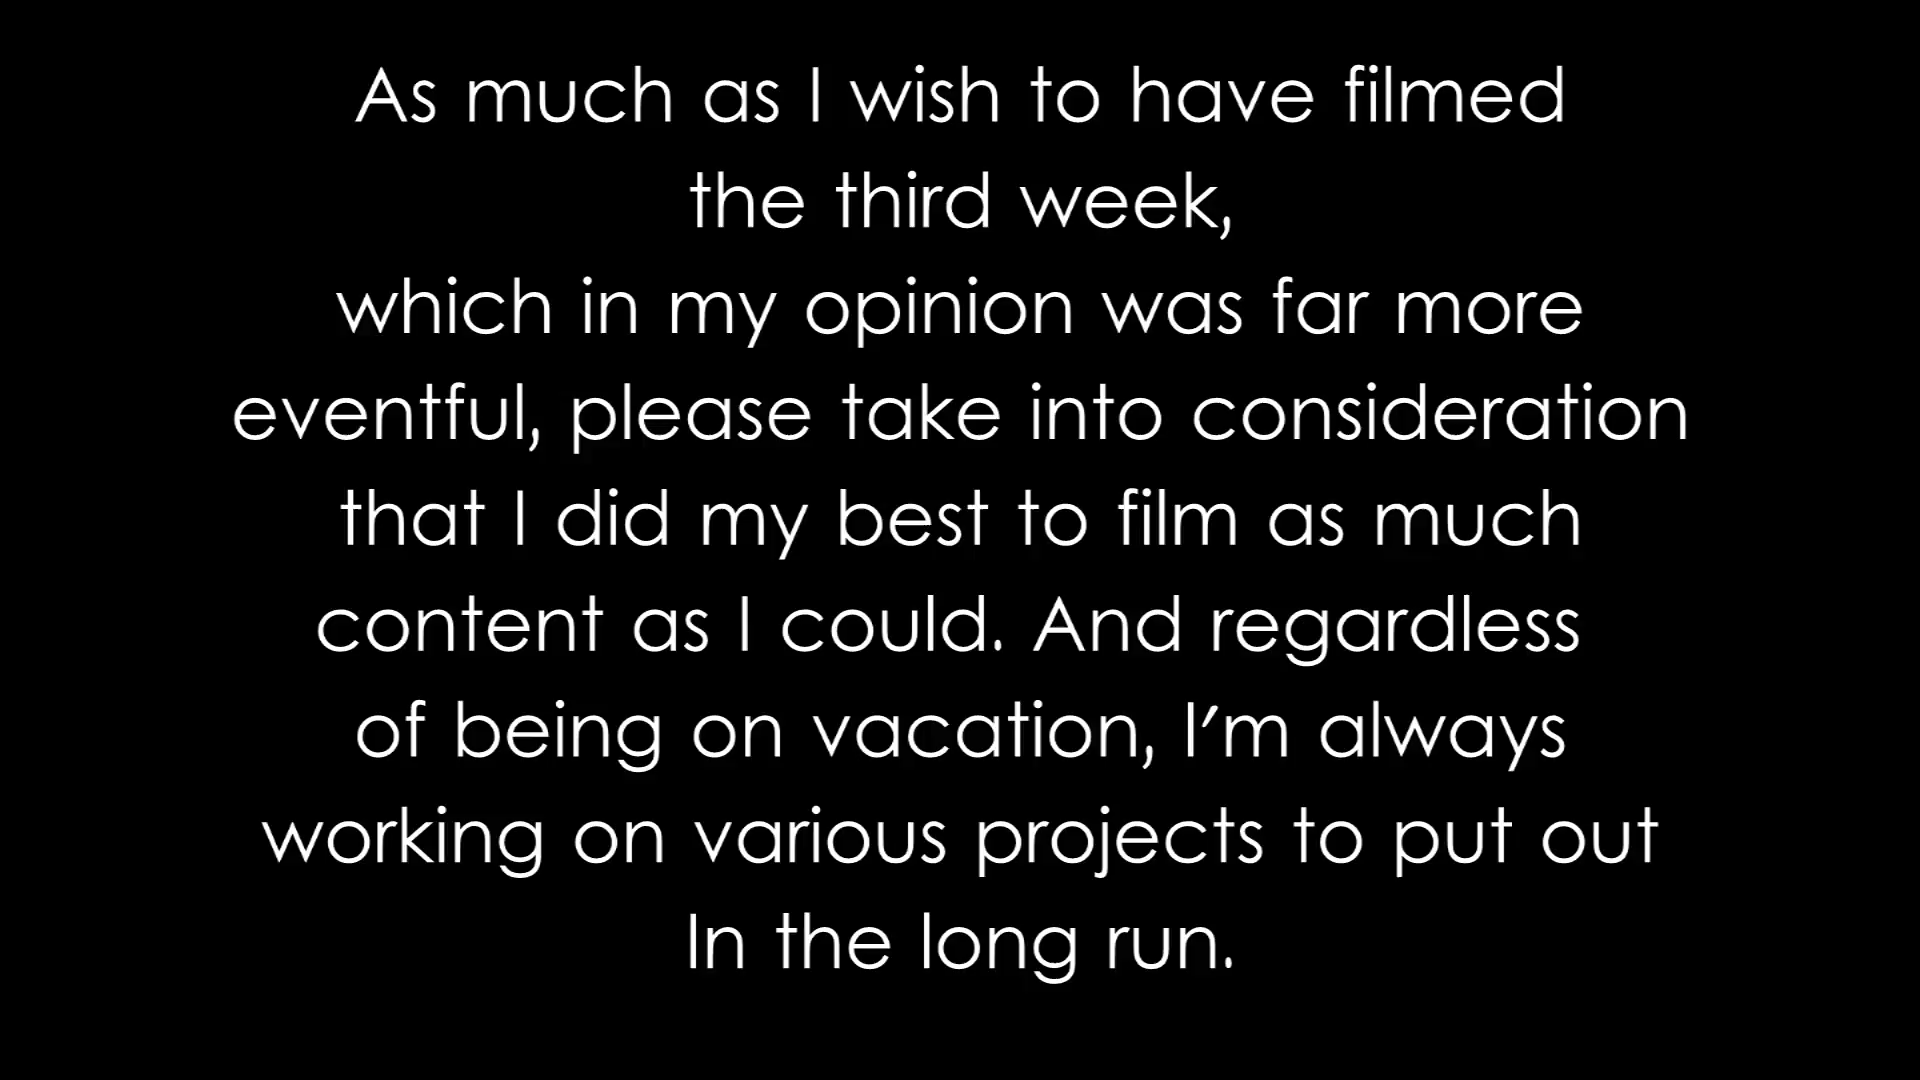 As much as I wish to have filmed
the third week,
which in my opinion was far more
eventful, please take into consideration
that I did my best to film as much
content as I could. And regardless
of being on vacation, I'm always
working on various projects to put out
In the long run.